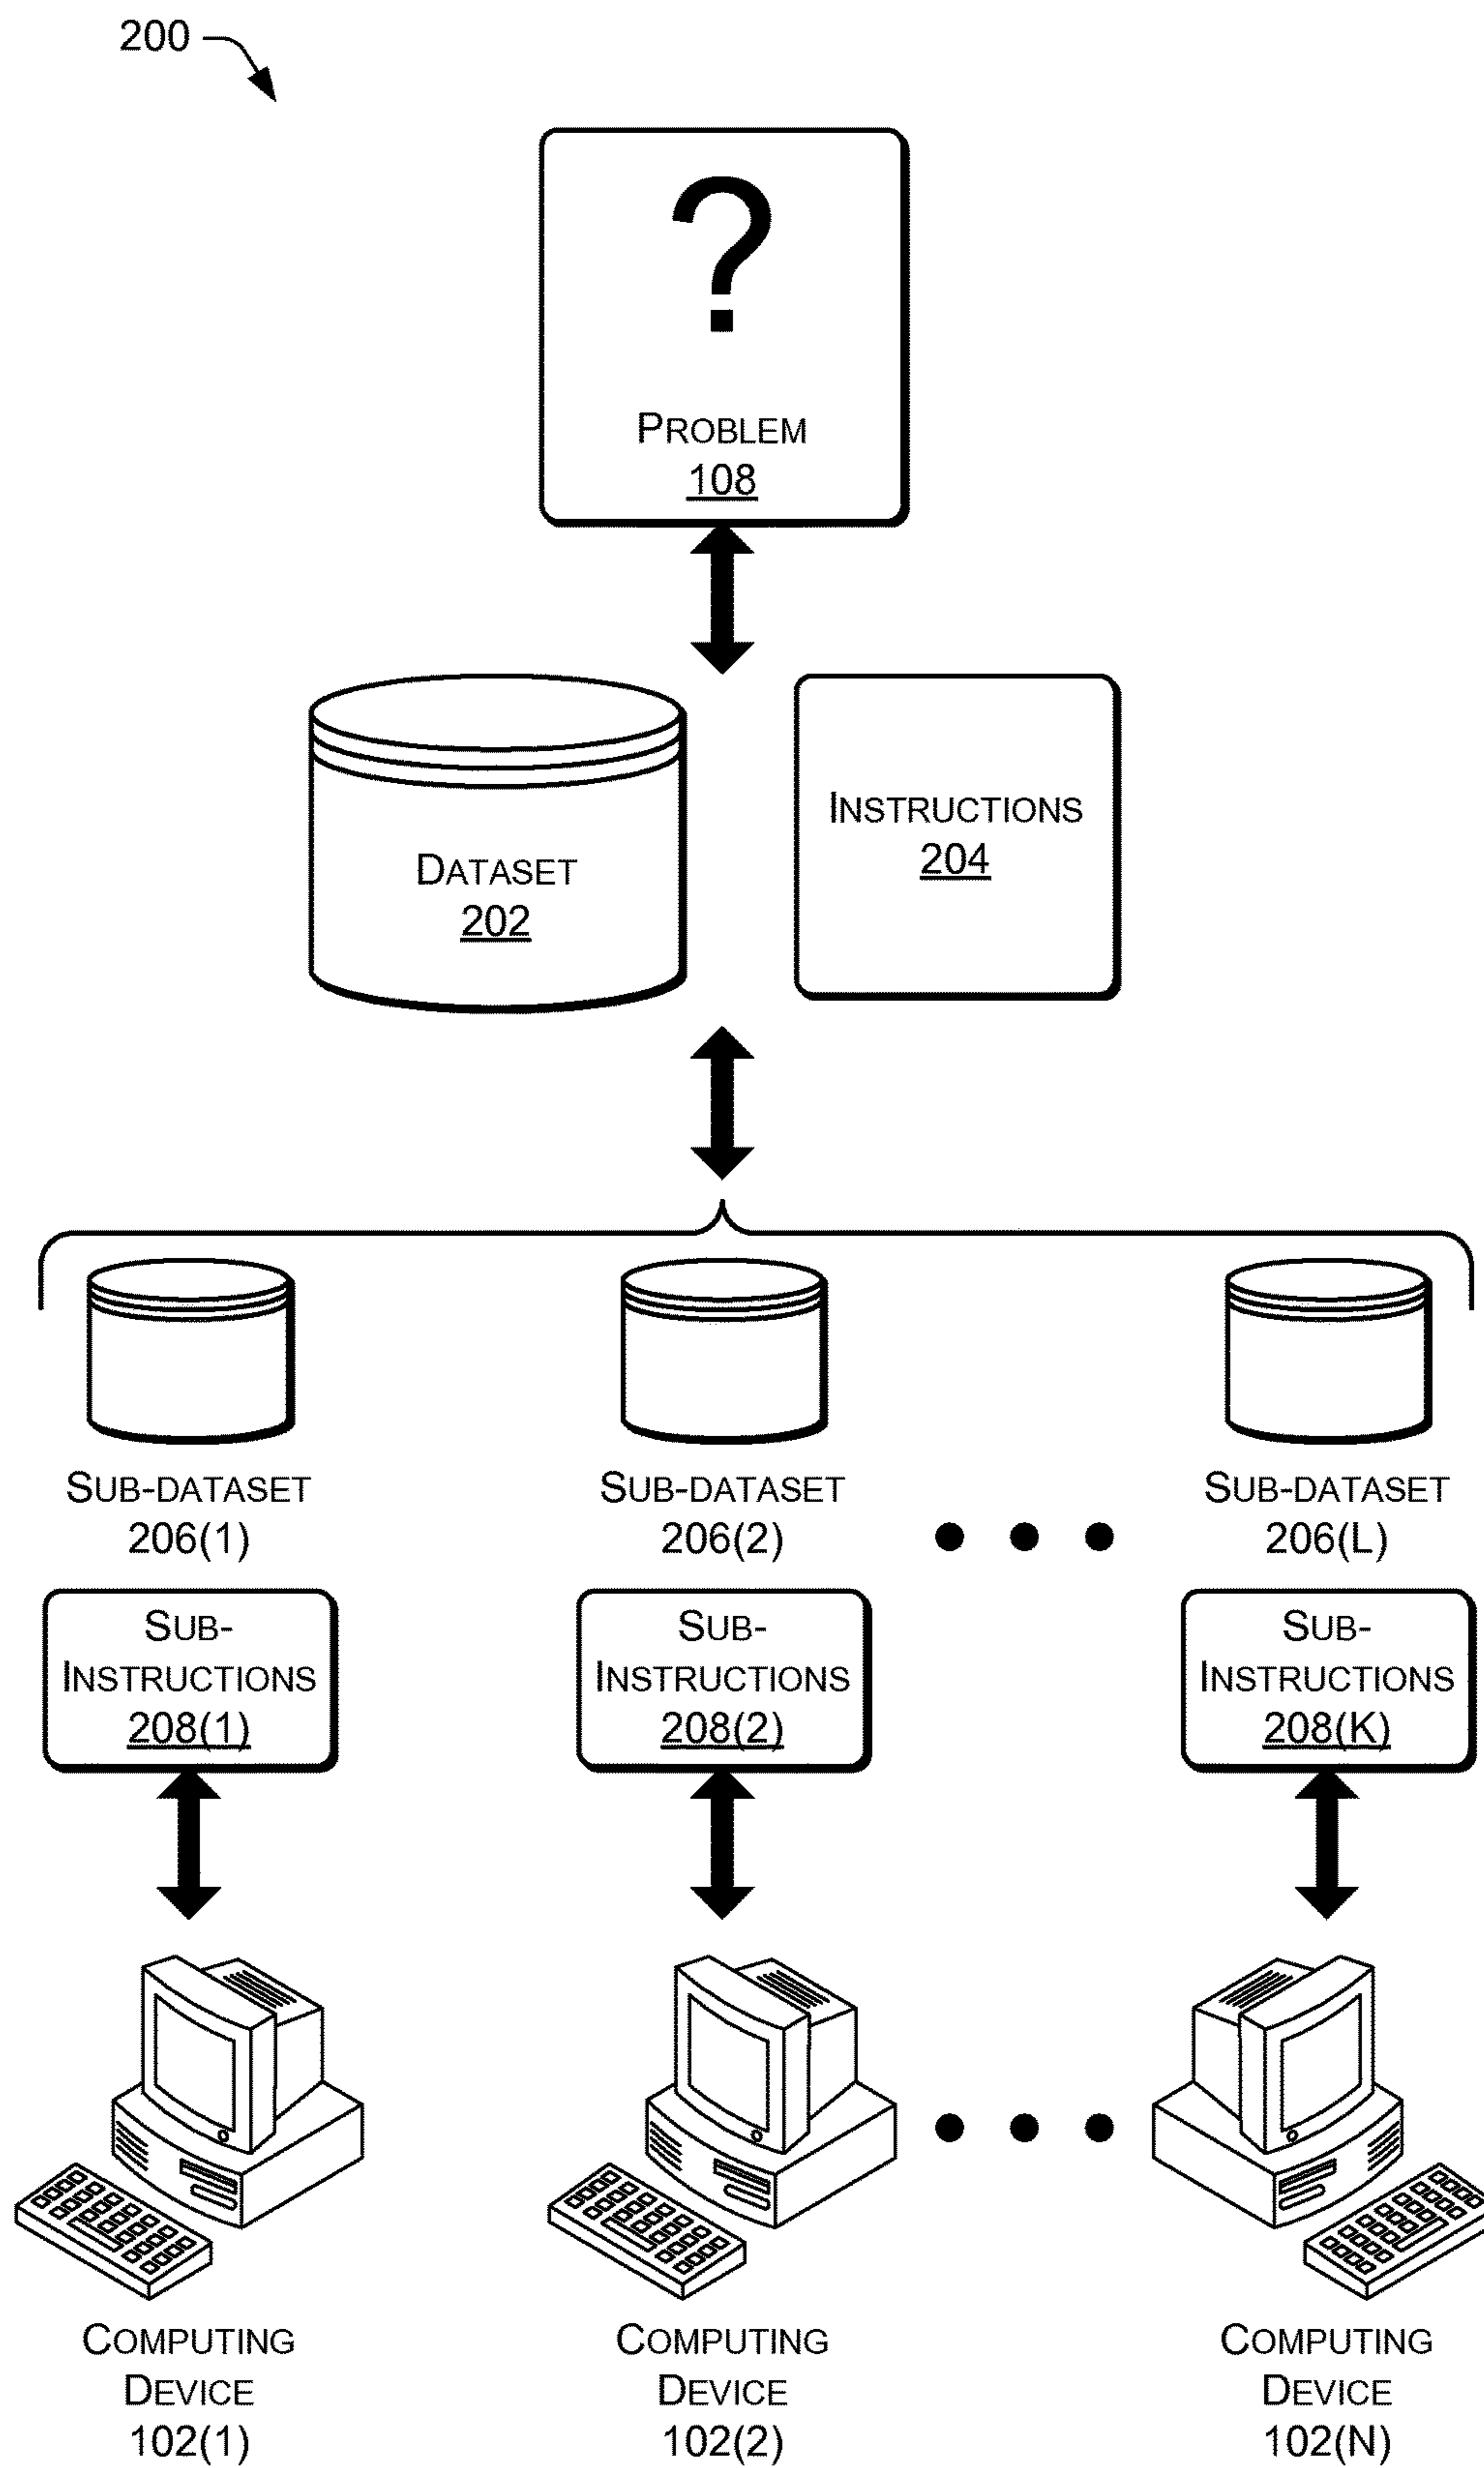 200
?
PROBLEM
108
DATASET
202
INSTRUCTIONS
204
SUB-DATASET
206(1)
SUB-DATASET
206(2)
SUB-DATASET
206(L)
SUB-
INSTRUCTIONS
208(1)
SUB-
INSTRUCTIONS
208(2)
SUB-
INSTRUCTIONS
208(K)
COMPUTING
DEVICE
102(1)
COMPUTING
DEVICE
102(2)
COMPUTING
DEVICE
102(N)